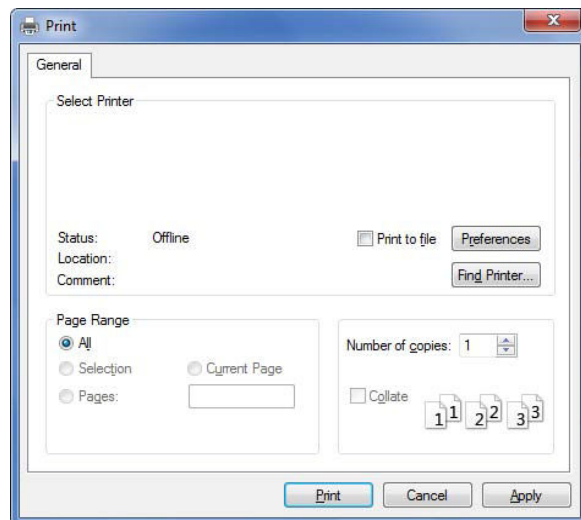 Print
General
Select Printer
Status: Offline
Print to file
Preferences
Location:
Comment:
Find Printer...
Page Range
All
Selection
Current Page
Pages:
Number of copies: 1
Collate
1 1 2 2 3 3
Print
Cancel
Apply